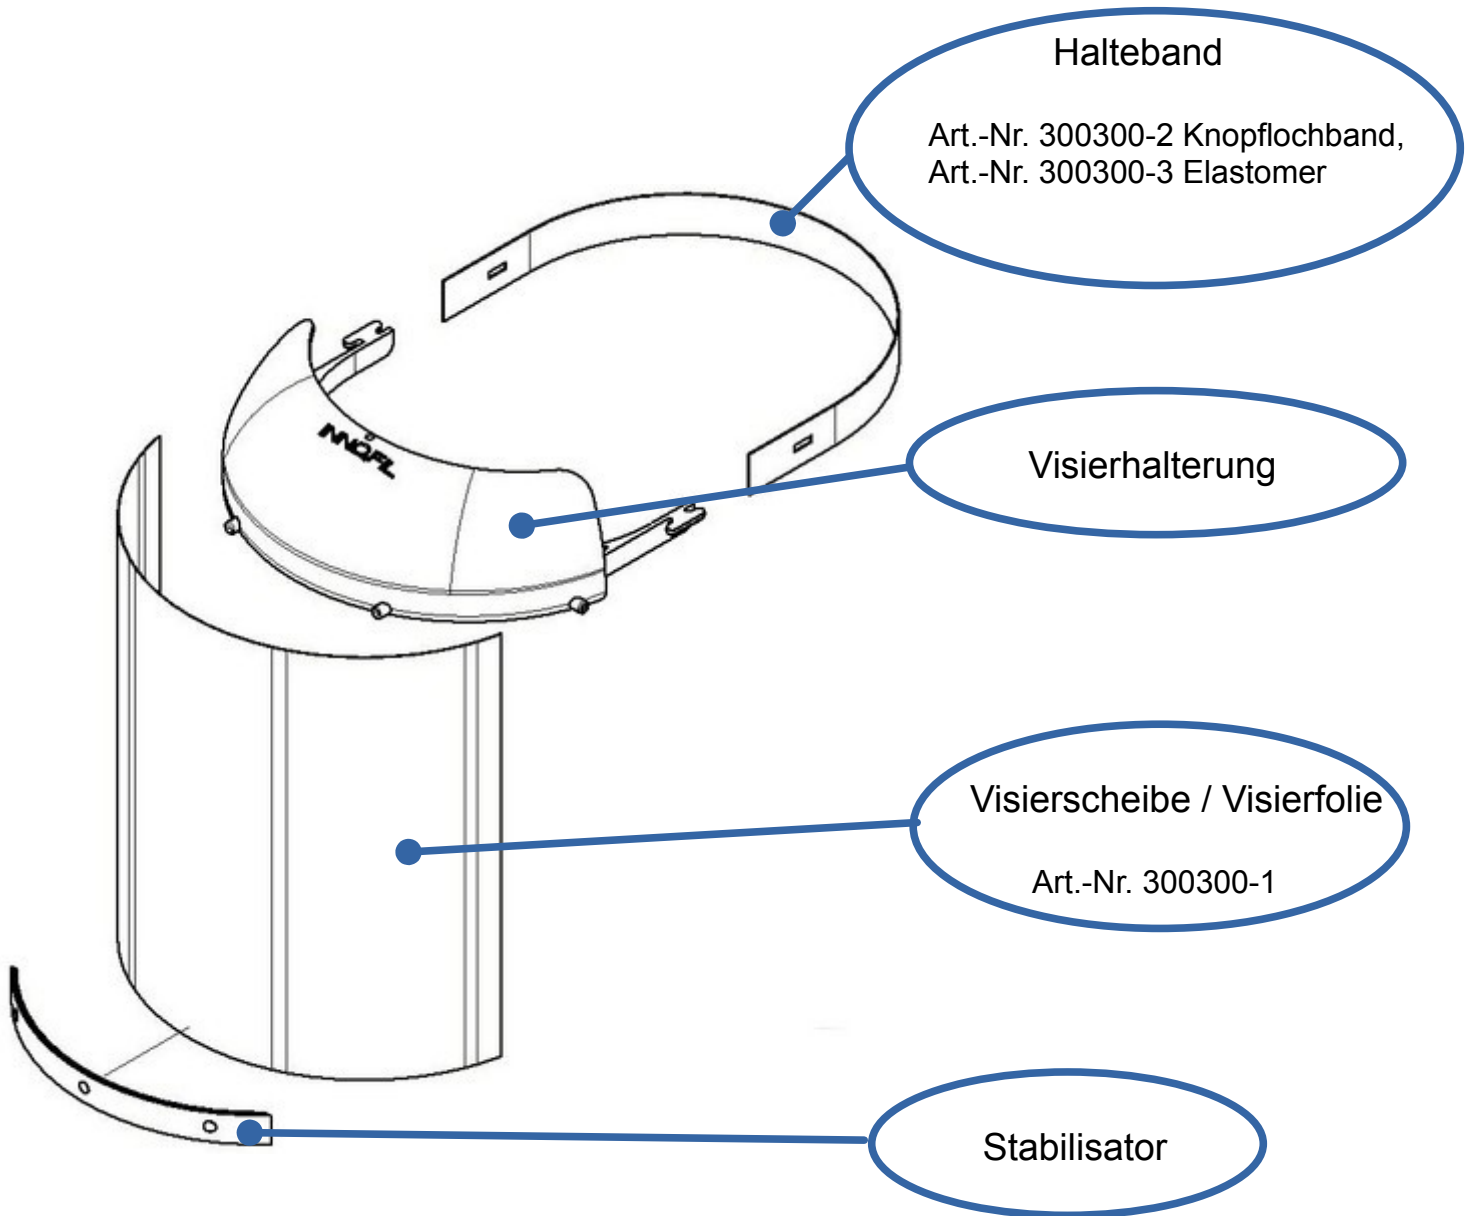 Halteband
Art.-Nr. 300300-2 Knopflochband,
Art.-Nr. 300300-3 Elastomer
INNOFIL
Visierhalterung
Visierscheibe / Visierfolie
Art.-Nr. 300300-1
Stabilisator